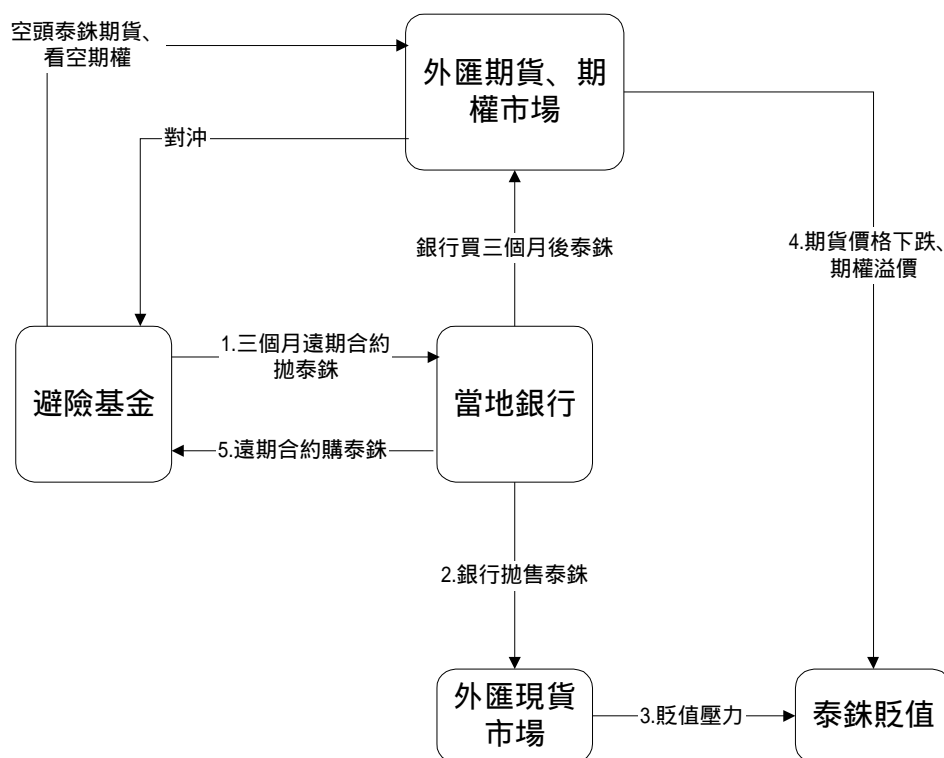 空頭泰銖期貨、
看空期權
外匯期貨、期
權市場
對沖
銀行買三個月後泰銖
4.期貨價格下跌、
期權溢價
避險基金
1.三個月遠期合約
拋泰銖
當地銀行
5.遠期合約購泰銖
2.銀行拋售泰銖
外匯現貨
市場
3.貶值壓力
泰銖貶值